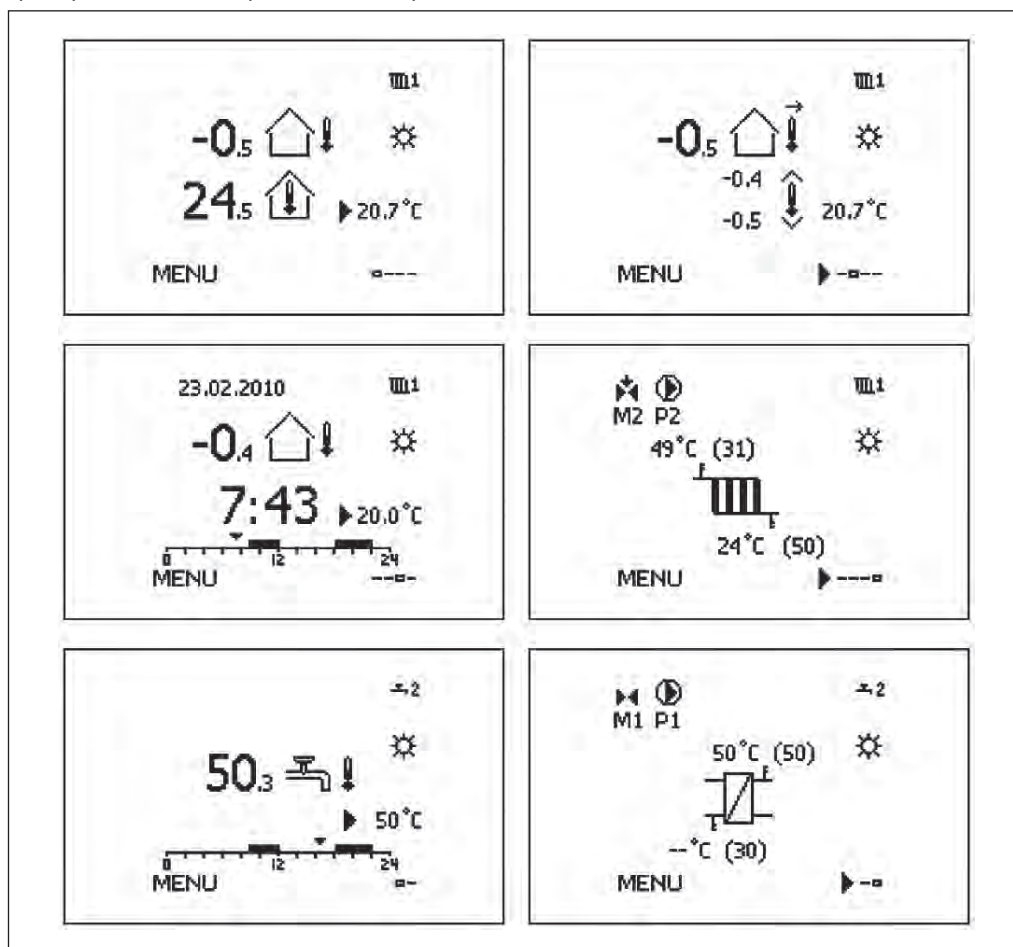 1
-0.5
24.5 20.7°C
MENU
1
-0.5
-0.4
-0.5 20.7°C
MENU
23.02.2010 1
-0.4
7:43 20.0°C
0 12 24
MENU
M2 P2 1
49°C (31)
24°C (50)
MENU
2
50.3
50°C
0 12 24
MENU
M1 P1 2
50°C (50)
--°C (30)
MENU